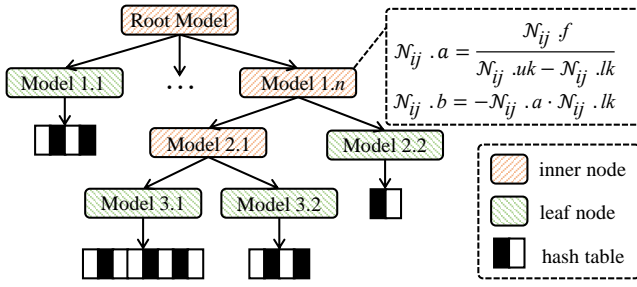 Root Model
Model 1.1
...
Model 1.n
Model 2.1
Model 2.2
Model 3.1
Model 3.2
𝒩ij .a = 𝒩ij .f / (𝒩ij .uk − 𝒩ij .lk)
𝒩ij .b = −𝒩ij .a · 𝒩ij .lk
inner node
leaf node
hash table